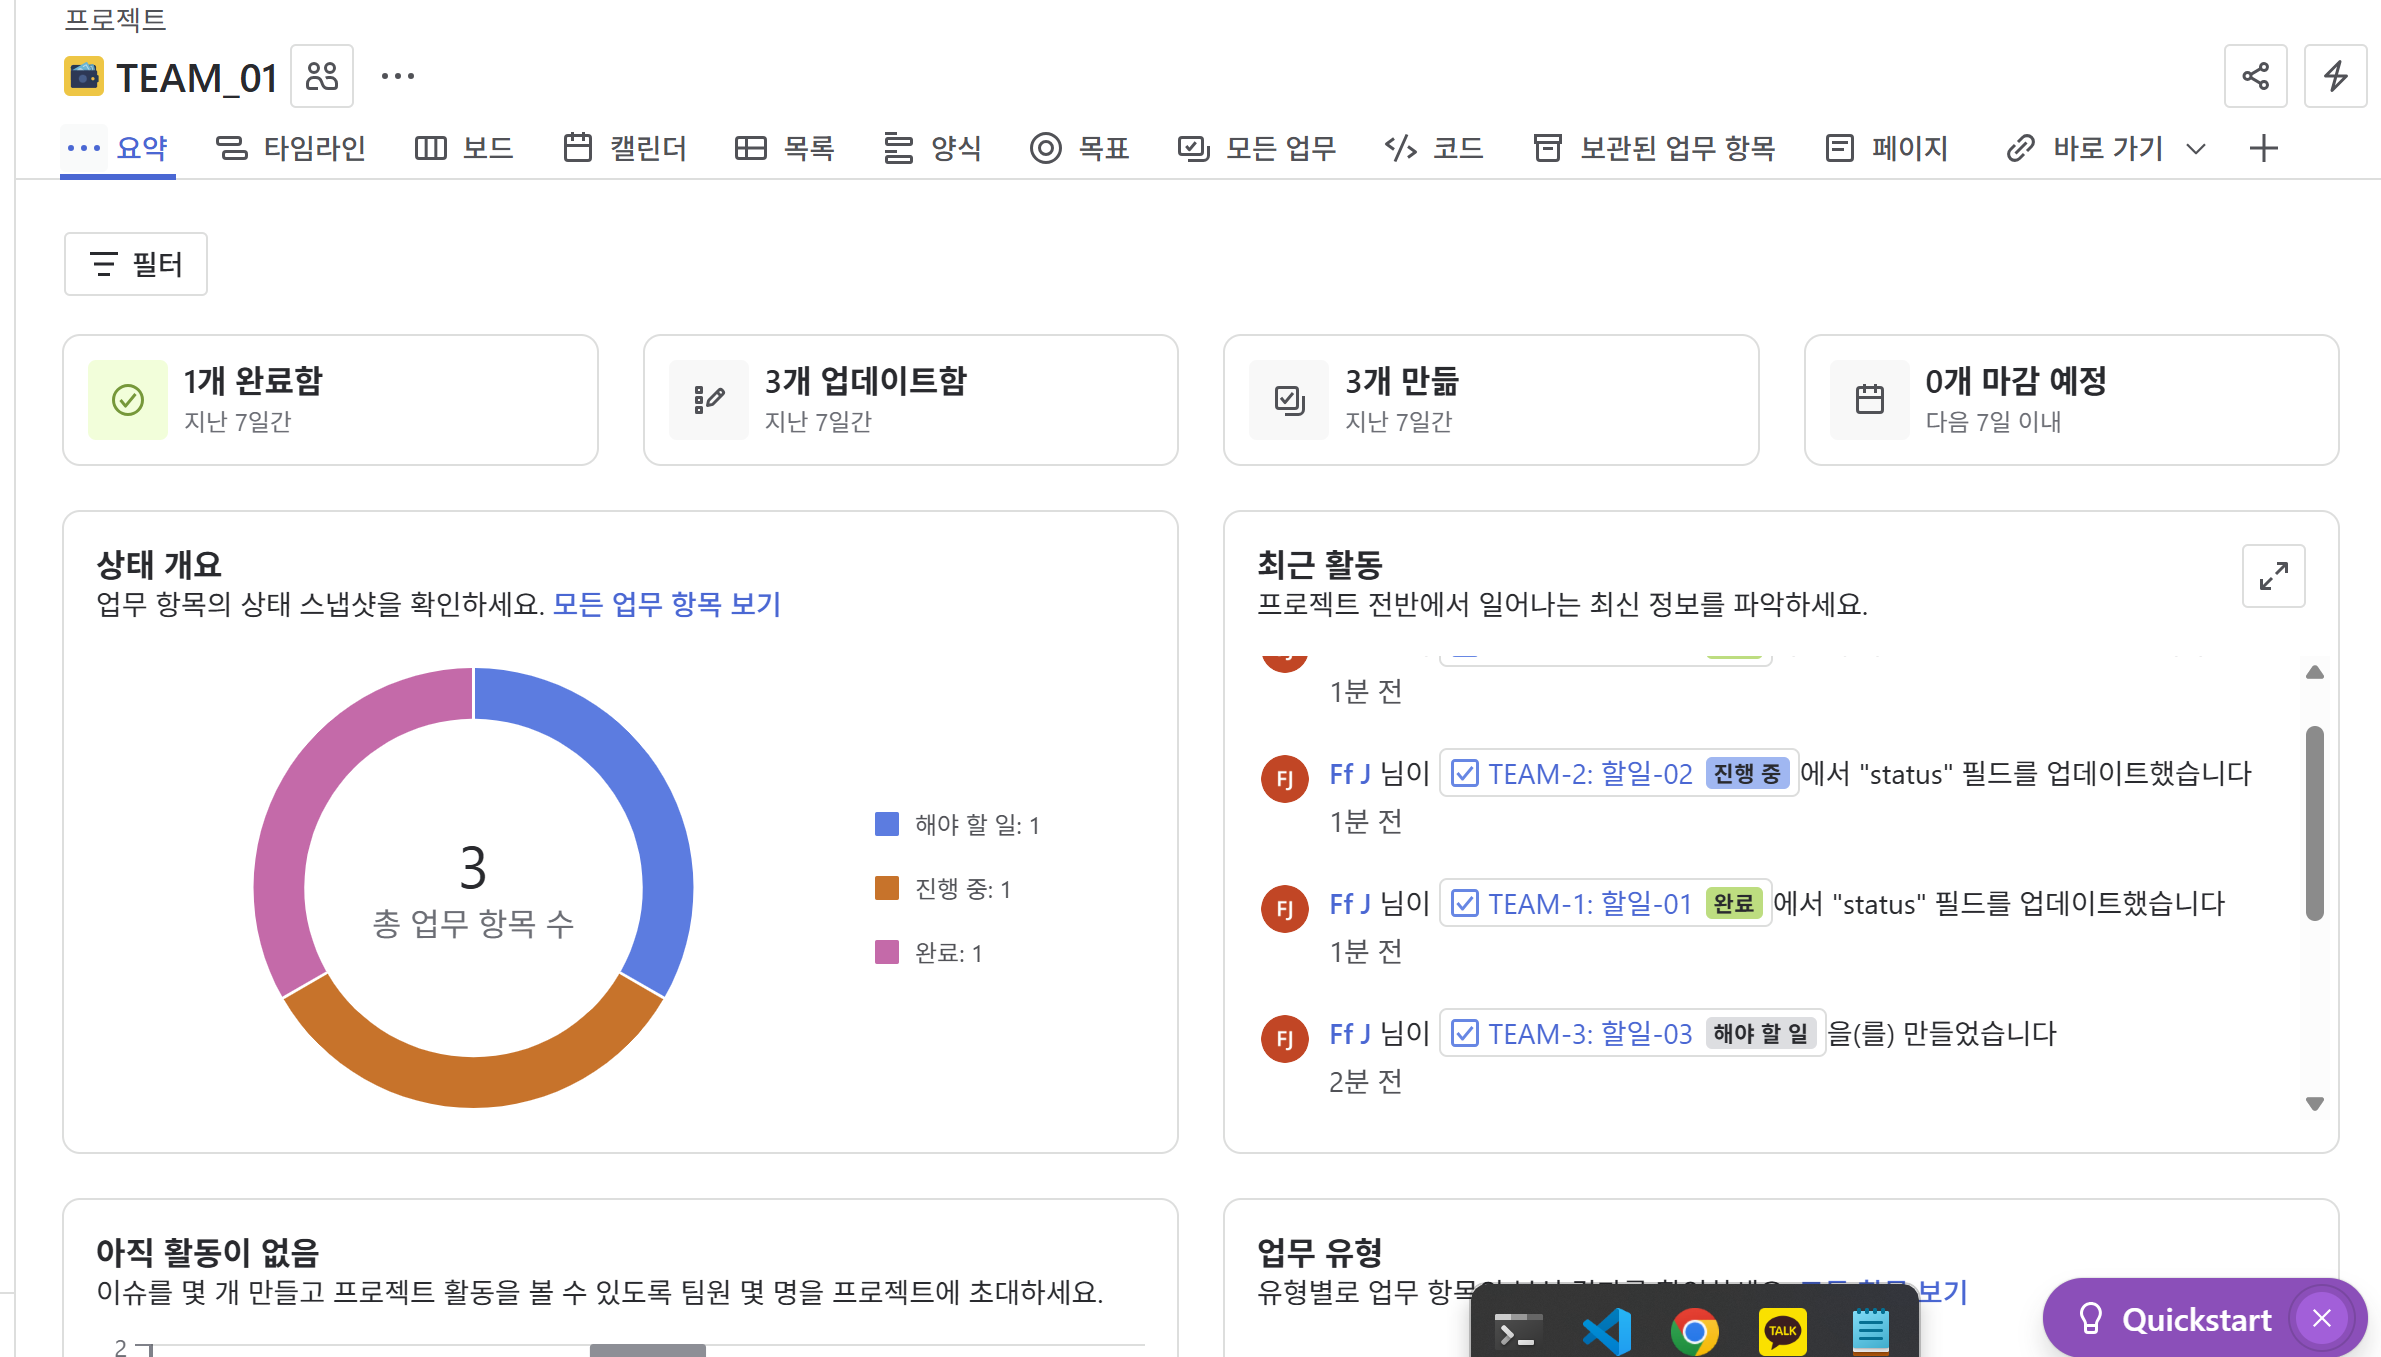 프로젝트
TEAM_01
요약 타임라인 보드 캘린더 목록 양식 목표 모든 업무 코드 보관된 업무 항목 페이지 바로 가기
필터
1개 완료함
지난 7일간
3개 업데이트함
지난 7일간
3개 만듦
지난 7일간
0개 마감 예정
다음 7일 이내
상태 개요
업무 항목의 상태 스냅샷을 확인하세요. 모든 업무 항목 보기
3
총 업무 항목 수
해야 할 일: 1
진행 중: 1
완료: 1
최근 활동
프로젝트 전반에서 일어나는 최신 정보를 파악하세요.
1분 전
FJ Ff J 님이 TEAM-2: 할일-02 진행 중 에서 "status" 필드를 업데이트했습니다
1분 전
FJ Ff J 님이 TEAM-1: 할일-01 완료 에서 "status" 필드를 업데이트했습니다
1분 전
FJ Ff J 님이 TEAM-3: 할일-03 해야 할 일 을(를) 만들었습니다
2분 전
아직 활동이 없음
이슈를 몇 개 만들고 프로젝트 활동을 볼 수 있도록 팀원 몇 명을 프로젝트에 초대하세요.
2
업무 유형
유형별로 업무 보기
TALK
Quickstart